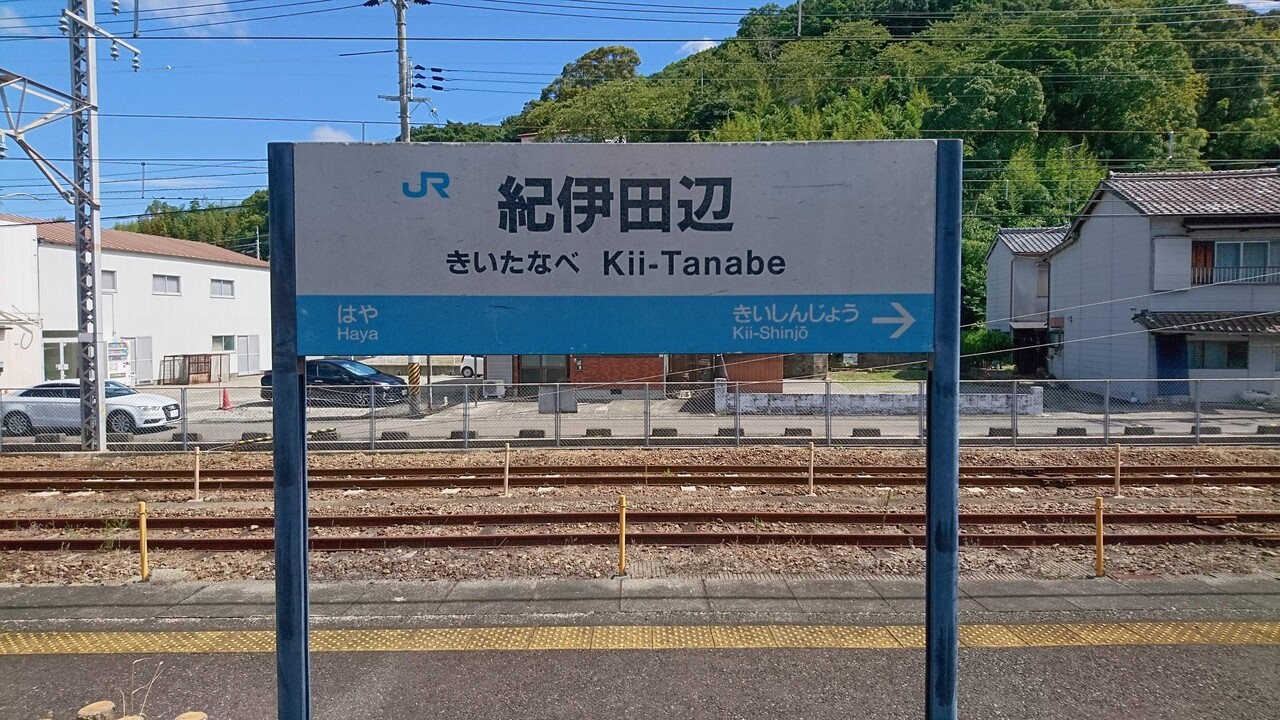 JR 紀伊田辺
きいたなべ Kii-Tanabe
はや きいしんじょう →
Haya Kii-Shinjō